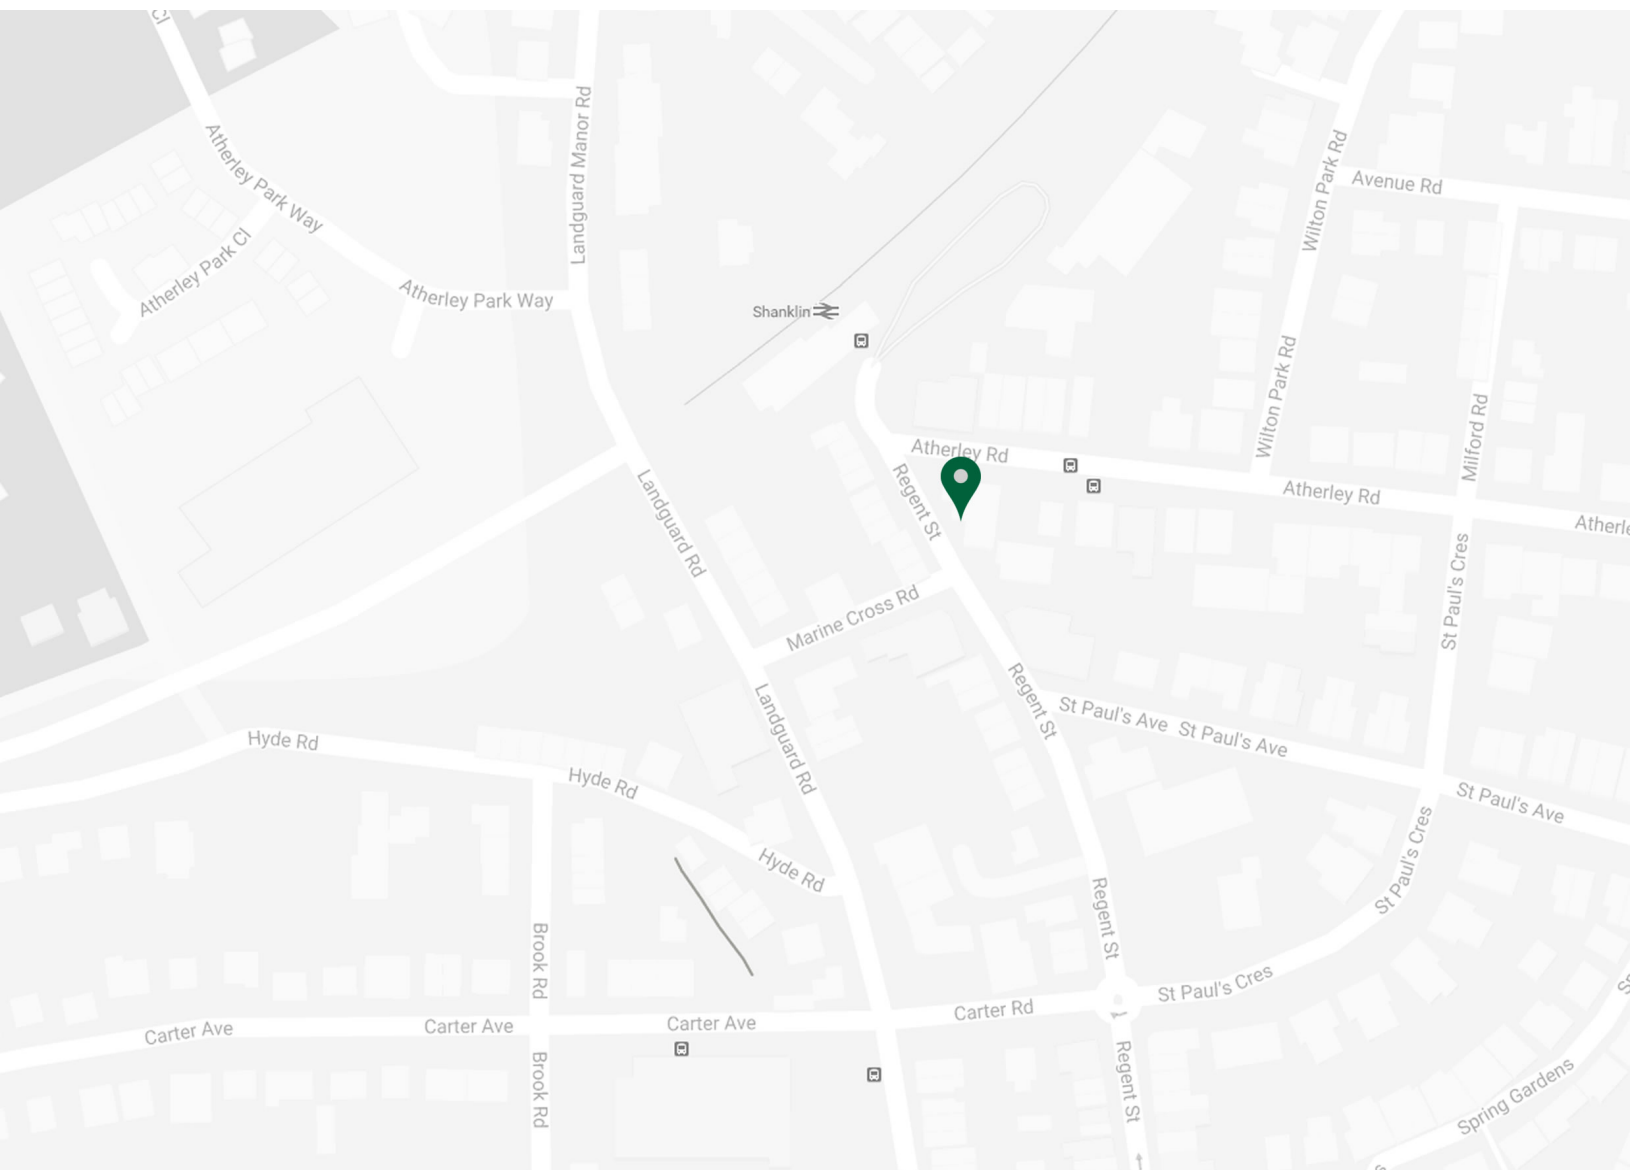 Cl
Landguard Manor Rd
Atherley Park Way
Wilton Park Rd
Avenue Rd
Atherley Park Cl
Atherley Park Way
Shanklin
Wilton Park Rd
Milford Rd
Atherley Rd
Regent St
Atherley Rd
Atherle
Landguard Rd
St Paul's Cres
Marine Cross Rd
Regent St
St Paul's Ave
St Paul's Ave
Landguard Rd
Hyde Rd
Hyde Rd
St Paul's Ave
St Paul's Cres
Hyde Rd
Regent St
Brook Rd
St Paul's Cres
Carter Rd
Carter Ave
Carter Ave
Carter Ave
Brook Rd
Regent St
Spring Gardens